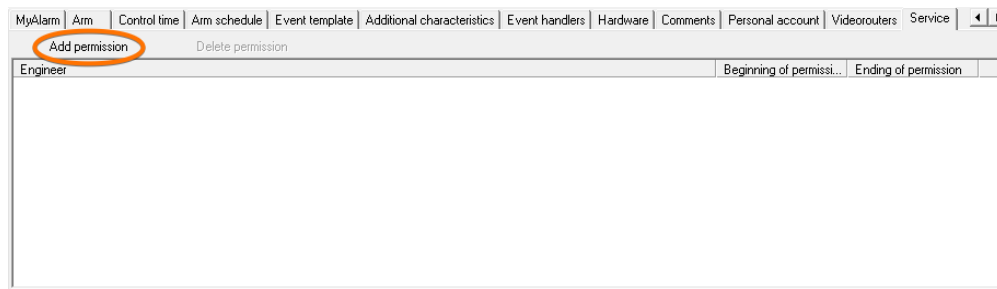 MyAlarm Arm Control time Arm schedule Event template Additional characteristics Event handlers Hardware Comments Personal account Videorouters Service
Add permission Delete permission
Engineer Beginning of permissi... Ending of permission